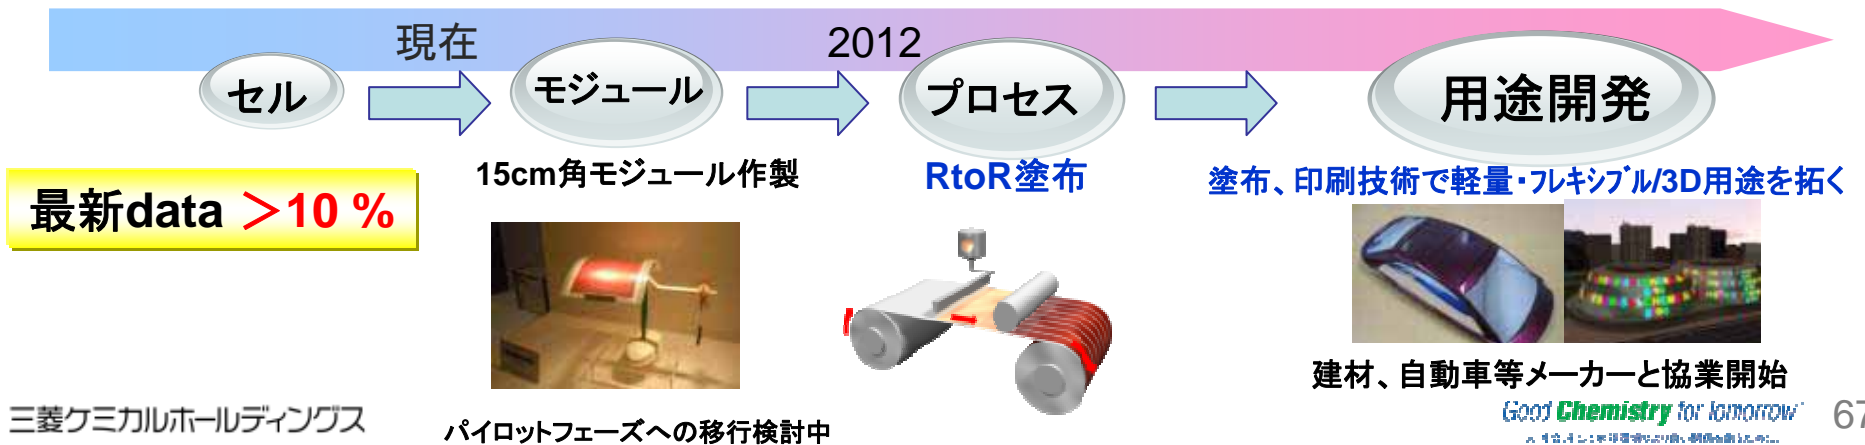 現在
2012
セル
モジュール
プロセス
用途開発
15cm角モジュール作製
RtoR塗布
塗布、印刷技術で軽量・フレキシブル/3D用途を拓く
最新data ＞10 %
建材、自動車等メーカーと協業開始
三菱ケミカルホールディングス
パイロットフェーズへの移行検討中
Good Chemistry for tomorrow
67